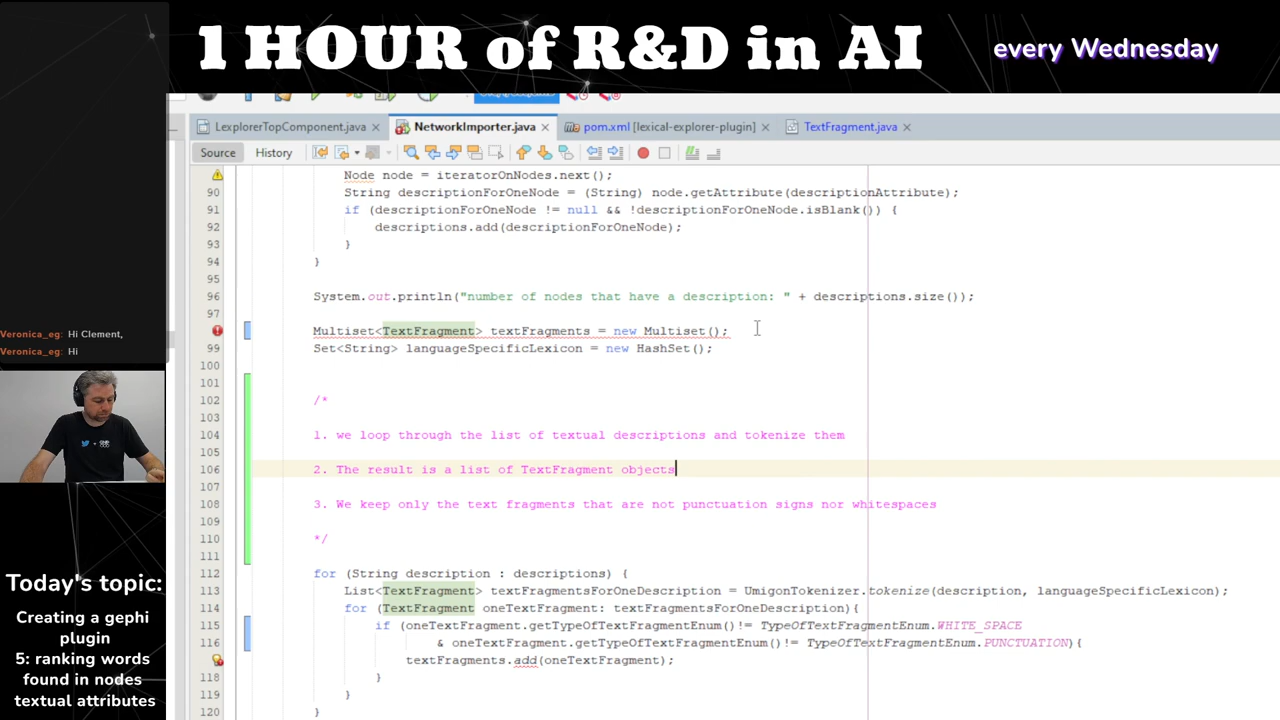 1 HOUR of R&D in AI
every Wednesday
LexplorerTopComponent.java
NetworkImporter.java
pom.xml [lexical-explorer-plugin]
TextFragment.java
Source
History
Node node = iteratorOnNodes.next();
90 String descriptionForOneNode = (String) node.getAttribute(descriptionAttribute);
91 if (descriptionForOneNode != null && !descriptionForOneNode.isBlank()) {
92 descriptions.add(descriptionForOneNode);
93 }
94 }
95
96 System.out.println("number of nodes that have a description: " + descriptions.size());
97
Multiset<TextFragment> textFragments = new Multiset();
99 Set<String> languageSpecificLexicon = new HashSet();
100
101
102 /*
103
104 1. we loop through the list of textual descriptions and tokenize them
105
106 2. The result is a list of TextFragment objects
107
108 3. We keep only the text fragments that are not punctuation signs nor whitespaces
109
110 */
111
112 for (String description : descriptions) {
113 List<TextFragment> textFragmentsForOneDescription = UmigonTokenizer.tokenize(description, languageSpecificLexicon);
114 for (TextFragment oneTextFragment: textFragmentsForOneDescription){
115 if (oneTextFragment.getTypeOfTextFragmentEnum()!= TypeOfTextFragmentEnum.WHITE_SPACE
116 & oneTextFragment.getTypeOfTextFragmentEnum()!= TypeOfTextFragmentEnum.PUNCTUATION){
textFragments.add(oneTextFragment);
118 }
119 }
120 }
Veronica_eg: Hi Clement,
Veronica_eg: Hi
Today's topic:
Creating a gephi
plugin
5: ranking words
found in nodes
textual attributes